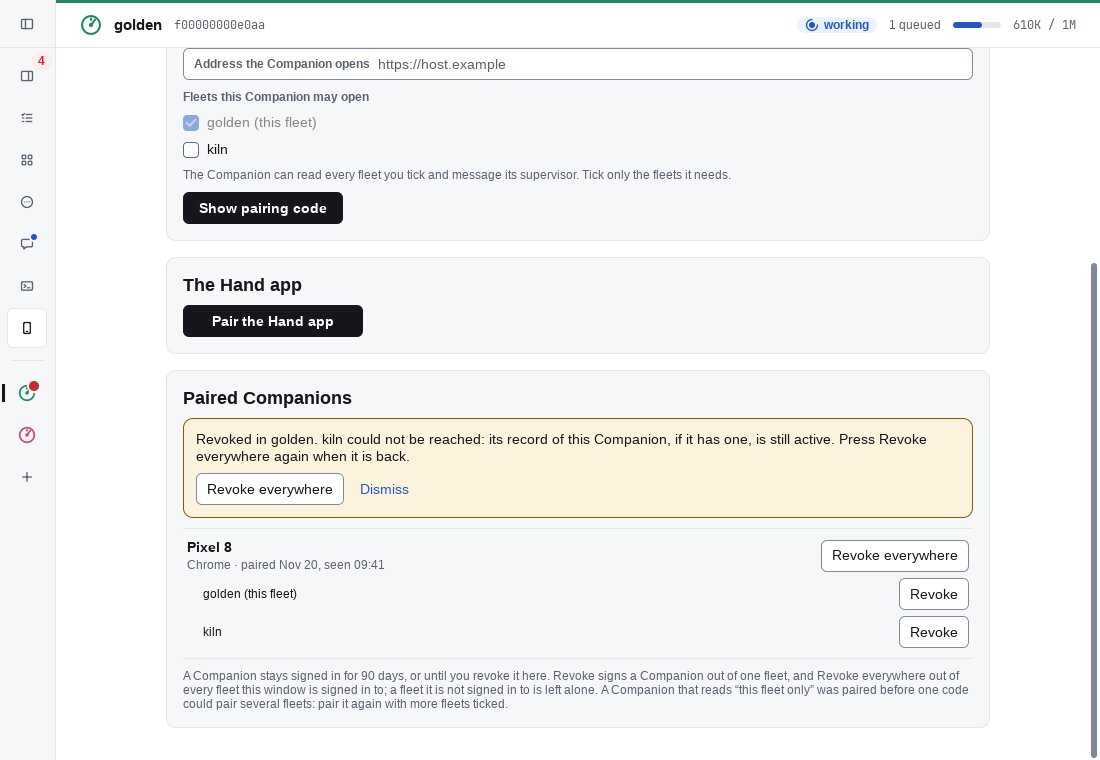 golden f00000000e0aa working 1 queued 610K / 1M
4
Address the Companion opens https://host.example
Fleets this Companion may open
golden (this fleet)
kiln
The Companion can read every fleet you tick and message its supervisor. Tick only the fleets it needs.
Show pairing code
The Hand app
Pair the Hand app
Paired Companions
Revoked in golden. kiln could not be reached: its record of this Companion, if it has one, is still active. Press Revoke
everywhere again when it is back.
Revoke everywhere Dismiss
Pixel 8
Revoke everywhere
Chrome · paired Nov 20, seen 09:41
golden (this fleet) Revoke
kiln Revoke
A Companion stays signed in for 90 days, or until you revoke it here. Revoke signs a Companion out of one fleet, and Revoke everywhere out of
every fleet this window is signed in to; a fleet it is not signed in to is left alone. A Companion that reads “this fleet only” was paired before one code
could pair several fleets: pair it again with more fleets ticked.